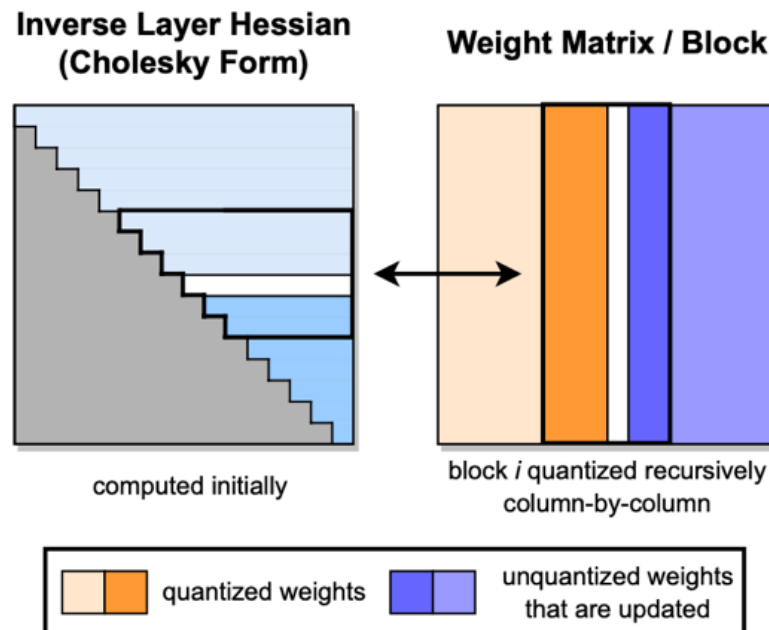 Inverse Layer Hessian
(Cholesky Form)
Weight Matrix / Block
computed initially
block i quantized recursively
column-by-column
quantized weights
unquantized weights
that are updated